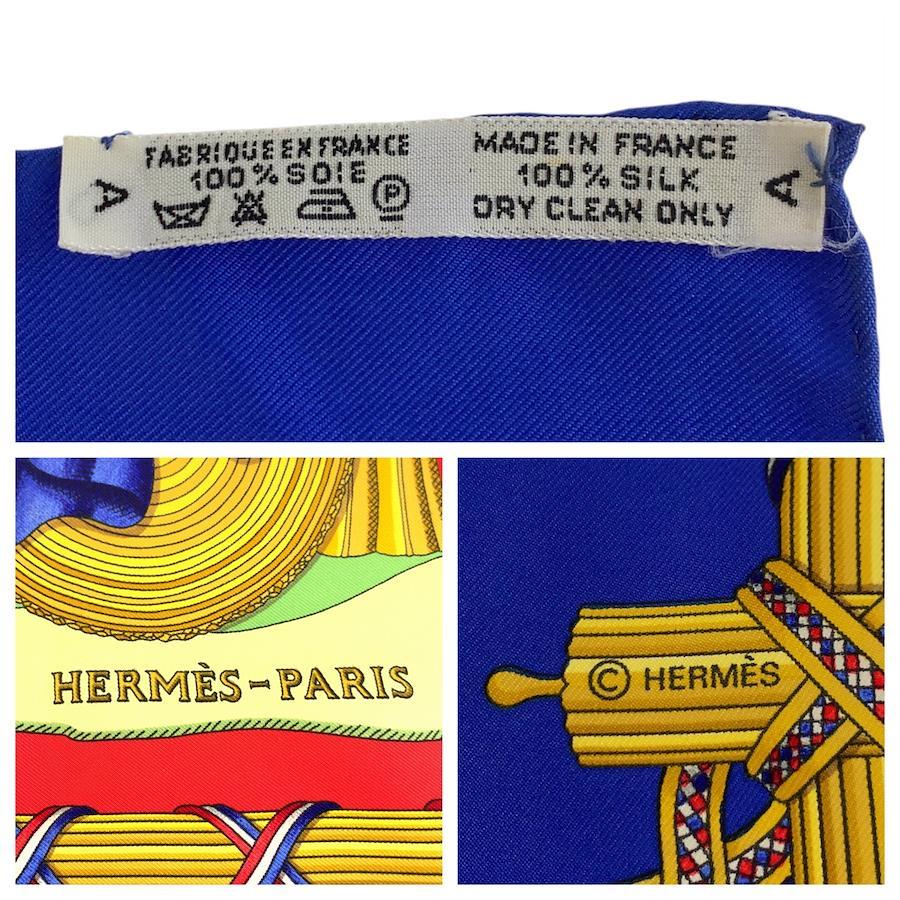 A
FABRIQUE EN FRANCE
100% SOIE
P
MADE IN FRANCE
100% SILK
DRY CLEAN ONLY
A
HERMÈS-PARIS
© HERMÈS